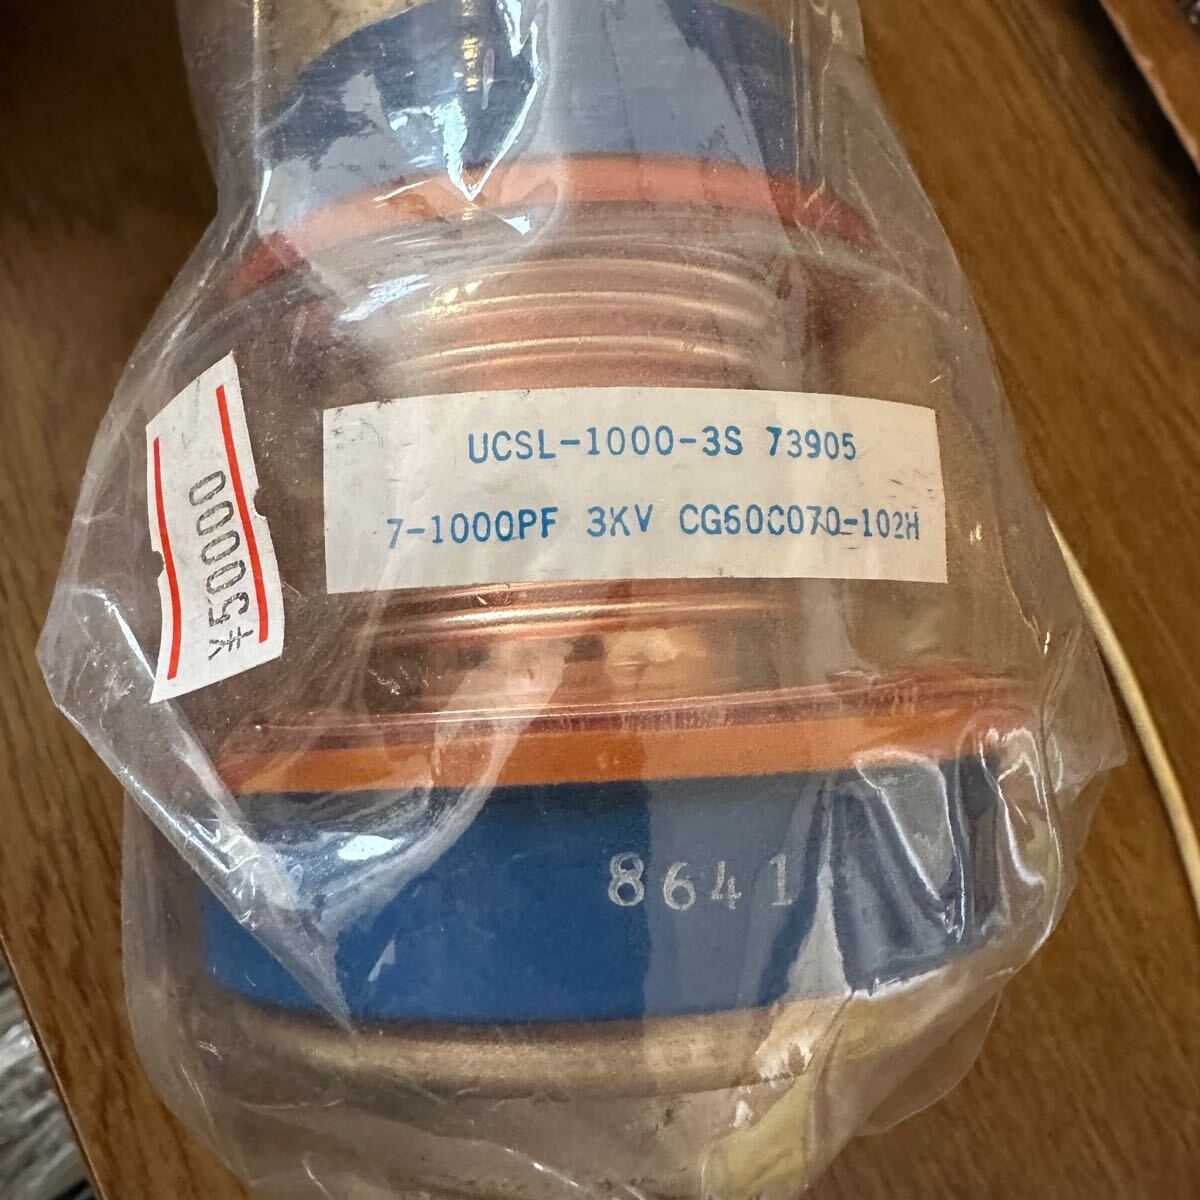 UCSL-1000-3S 73905
7-1000PF 3KV CG60C070-102H
¥50000
8641